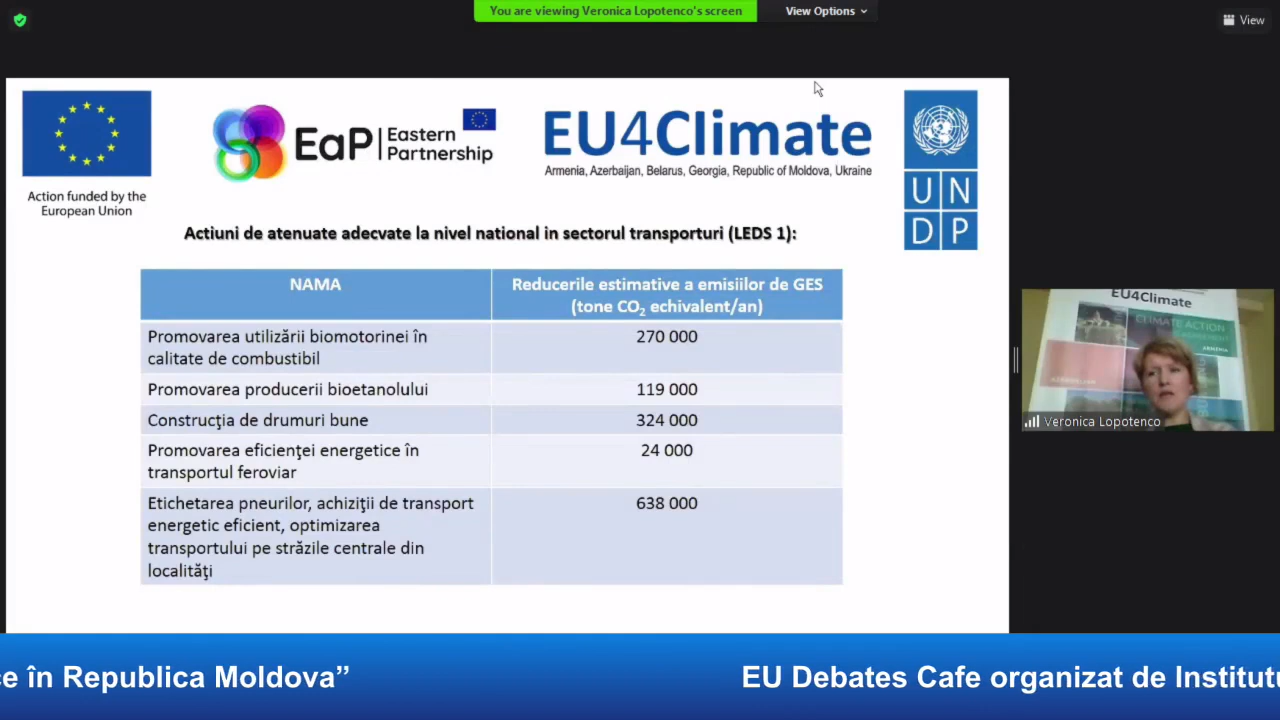 You are viewing Veronica Lopotenco's screen
View Options
View
Action funded by the
European Union
EaP
Eastern
Partnership
EU4Climate
Armenia, Azerbaijan, Belarus, Georgia, Republic of Moldova, Ukraine
U N
D P
Actiuni de atenuate adecvate la nivel national in sectorul transporturi (LEDS 1):
NAMA
Reducerile estimative a emisiilor de GES
(tone CO₂ echivalent/an)
Promovarea utilizării biomotorinei în
calitate de combustibil
270 000
Promovarea producerii bioetanolului
119 000
Construcţia de drumuri bune
324 000
Promovarea eficienţei energetice în
transportul feroviar
24 000
Etichetarea pneurilor, achiziţii de transport
energetic eficient, optimizarea
transportului pe străzile centrale din
localităţi
638 000
EU4Climate
CLIMATE ACTION
ARMENIA
Veronica Lopotenco
ce în Republica Moldova”
EU Debates Cafe organizat de Institutu